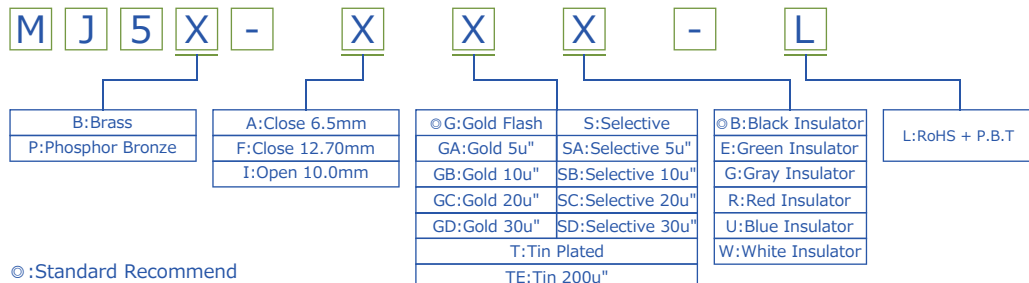 M J 5 X - X X X - L
B:Brass
P:Phosphor Bronze
A:Close 6.5mm
F:Close 12.70mm
I:Open 10.0mm
◎G:Gold Flash S:Selective
GA:Gold 5u" SA:Selective 5u"
GB:Gold 10u" SB:Selective 10u"
GC:Gold 20u" SC:Selective 20u"
GD:Gold 30u" SD:Selective 30u"
T:Tin Plated
TE:Tin 200u"
◎B:Black Insulator
E:Green Insulator
G:Gray Insulator
R:Red Insulator
U:Blue Insulator
W:White Insulator
L:RoHS + P.B.T
◎:Standard Recommend